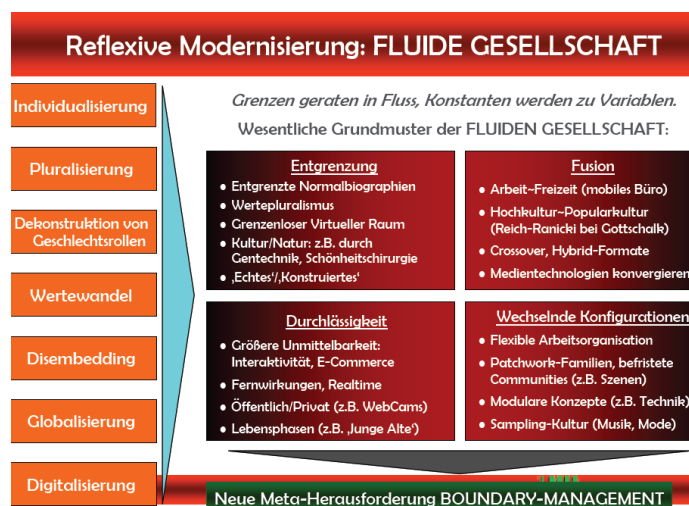 Reflexive Modernisierung: FLUIDE GESELLSCHAFT
Individualisierung
Pluralisierung
Dekonstruktion von
Geschlechtsrollen
Wertewandel
Disembedding
Globalisierung
Digitalisierung
Grenzen geraten in Fluss, Konstanten werden zu Variablen.
Wesentliche Grundmuster der FLUIDEN GESELLSCHAFT:
Entgrenzung
● Entgrenzte Normalbiographien
● Wertepluralismus
● Grenzenloser Virtueller Raum
● Kultur/Natur: z.B. durch
Gentechnik, Schönheitschirurgie
● ‚Echtes‘/‚Konstruiertes‘
Fusion
● Arbeit~Freizeit (mobiles Büro)
● Hochkultur~Popularkultur
(Reich-Ranicki bei Gottschalk)
● Crossover, Hybrid-Formate
● Medientechnologien konvergieren
Durchlässigkeit
● Größere Unmittelbarkeit:
Interaktivität, E-Commerce
● Fernwirkungen, Realtime
● Öffentlich/Privat (z.B. WebCams)
● Lebensphasen (z.B. ‚Junge Alte‘)
Wechselnde Konfigurationen
● Flexible Arbeitsorganisation
● Patchwork-Familien, befristete
Communities (z.B. Szenen)
● Modulare Konzepte (z.B. Technik)
● Sampling-Kultur (Musik, Mode)
Neue Meta-Herausforderung BOUNDARY-MANAGEMENT